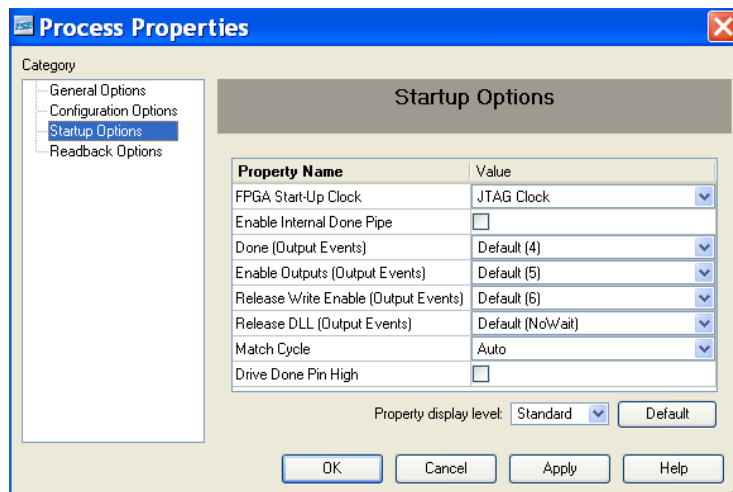 ISE Process Properties
Category
General Options
Configuration Options
Startup Options
Readback Options
Startup Options
Property Name Value
FPGA Start-Up Clock JTAG Clock
Enable Internal Done Pipe
Done (Output Events) Default (4)
Enable Outputs (Output Events) Default (5)
Release Write Enable (Output Events) Default (6)
Release DLL (Output Events) Default (NoWait)
Match Cycle Auto
Drive Done Pin High
Property display level: Standard Default
OK Cancel Apply Help